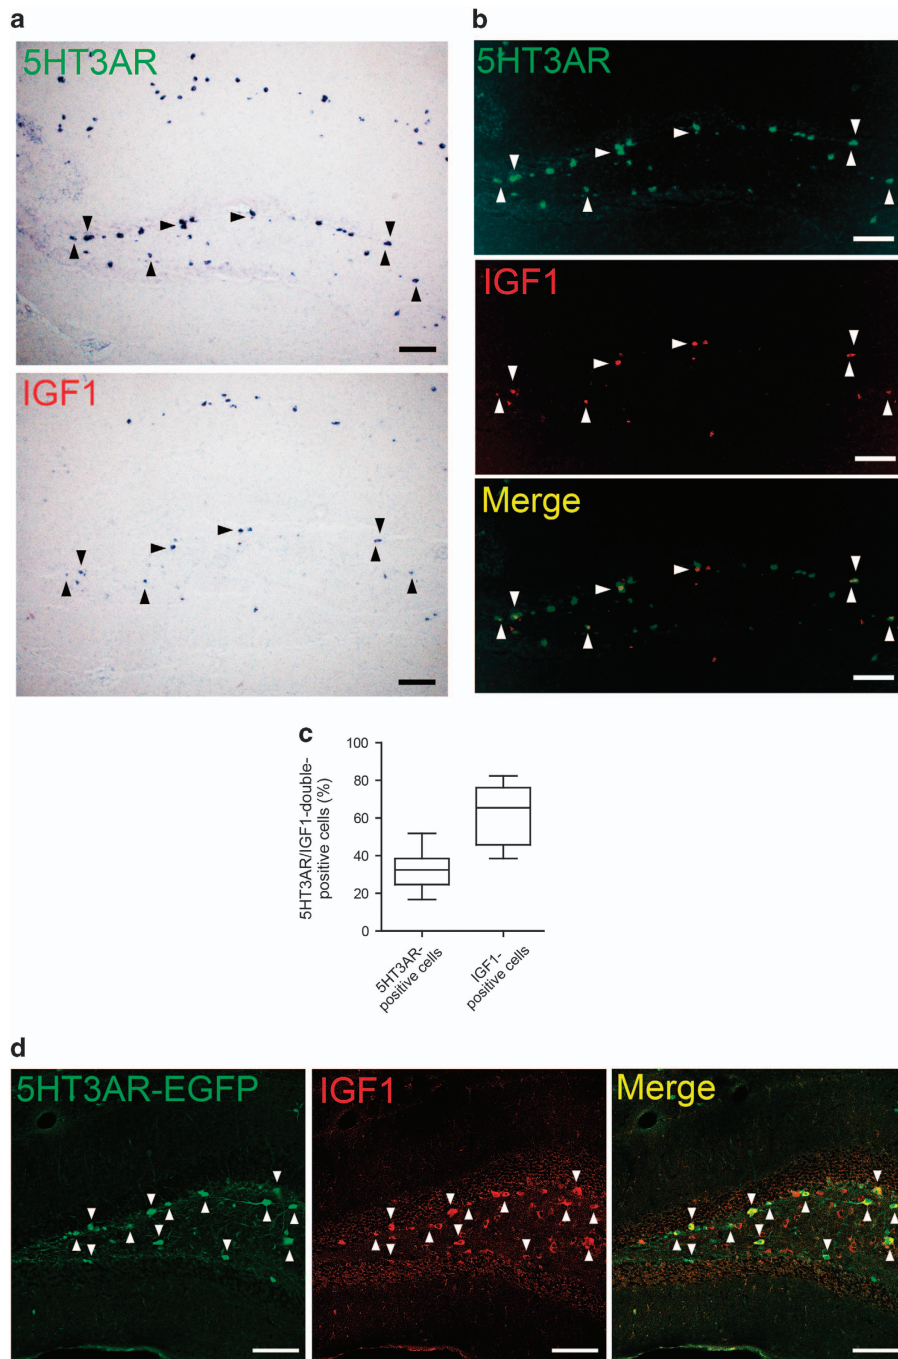 a
5HT3AR
IGF1
b
5HT3AR
IGF1
Merge
c
5HT3AR/IGF1-double-
positive cells (%)
100
80
60
40
20
0
5HT3AR-
positive cells
IGF1-
positive cells
d
5HT3AR-EGFP
IGF1
Merge